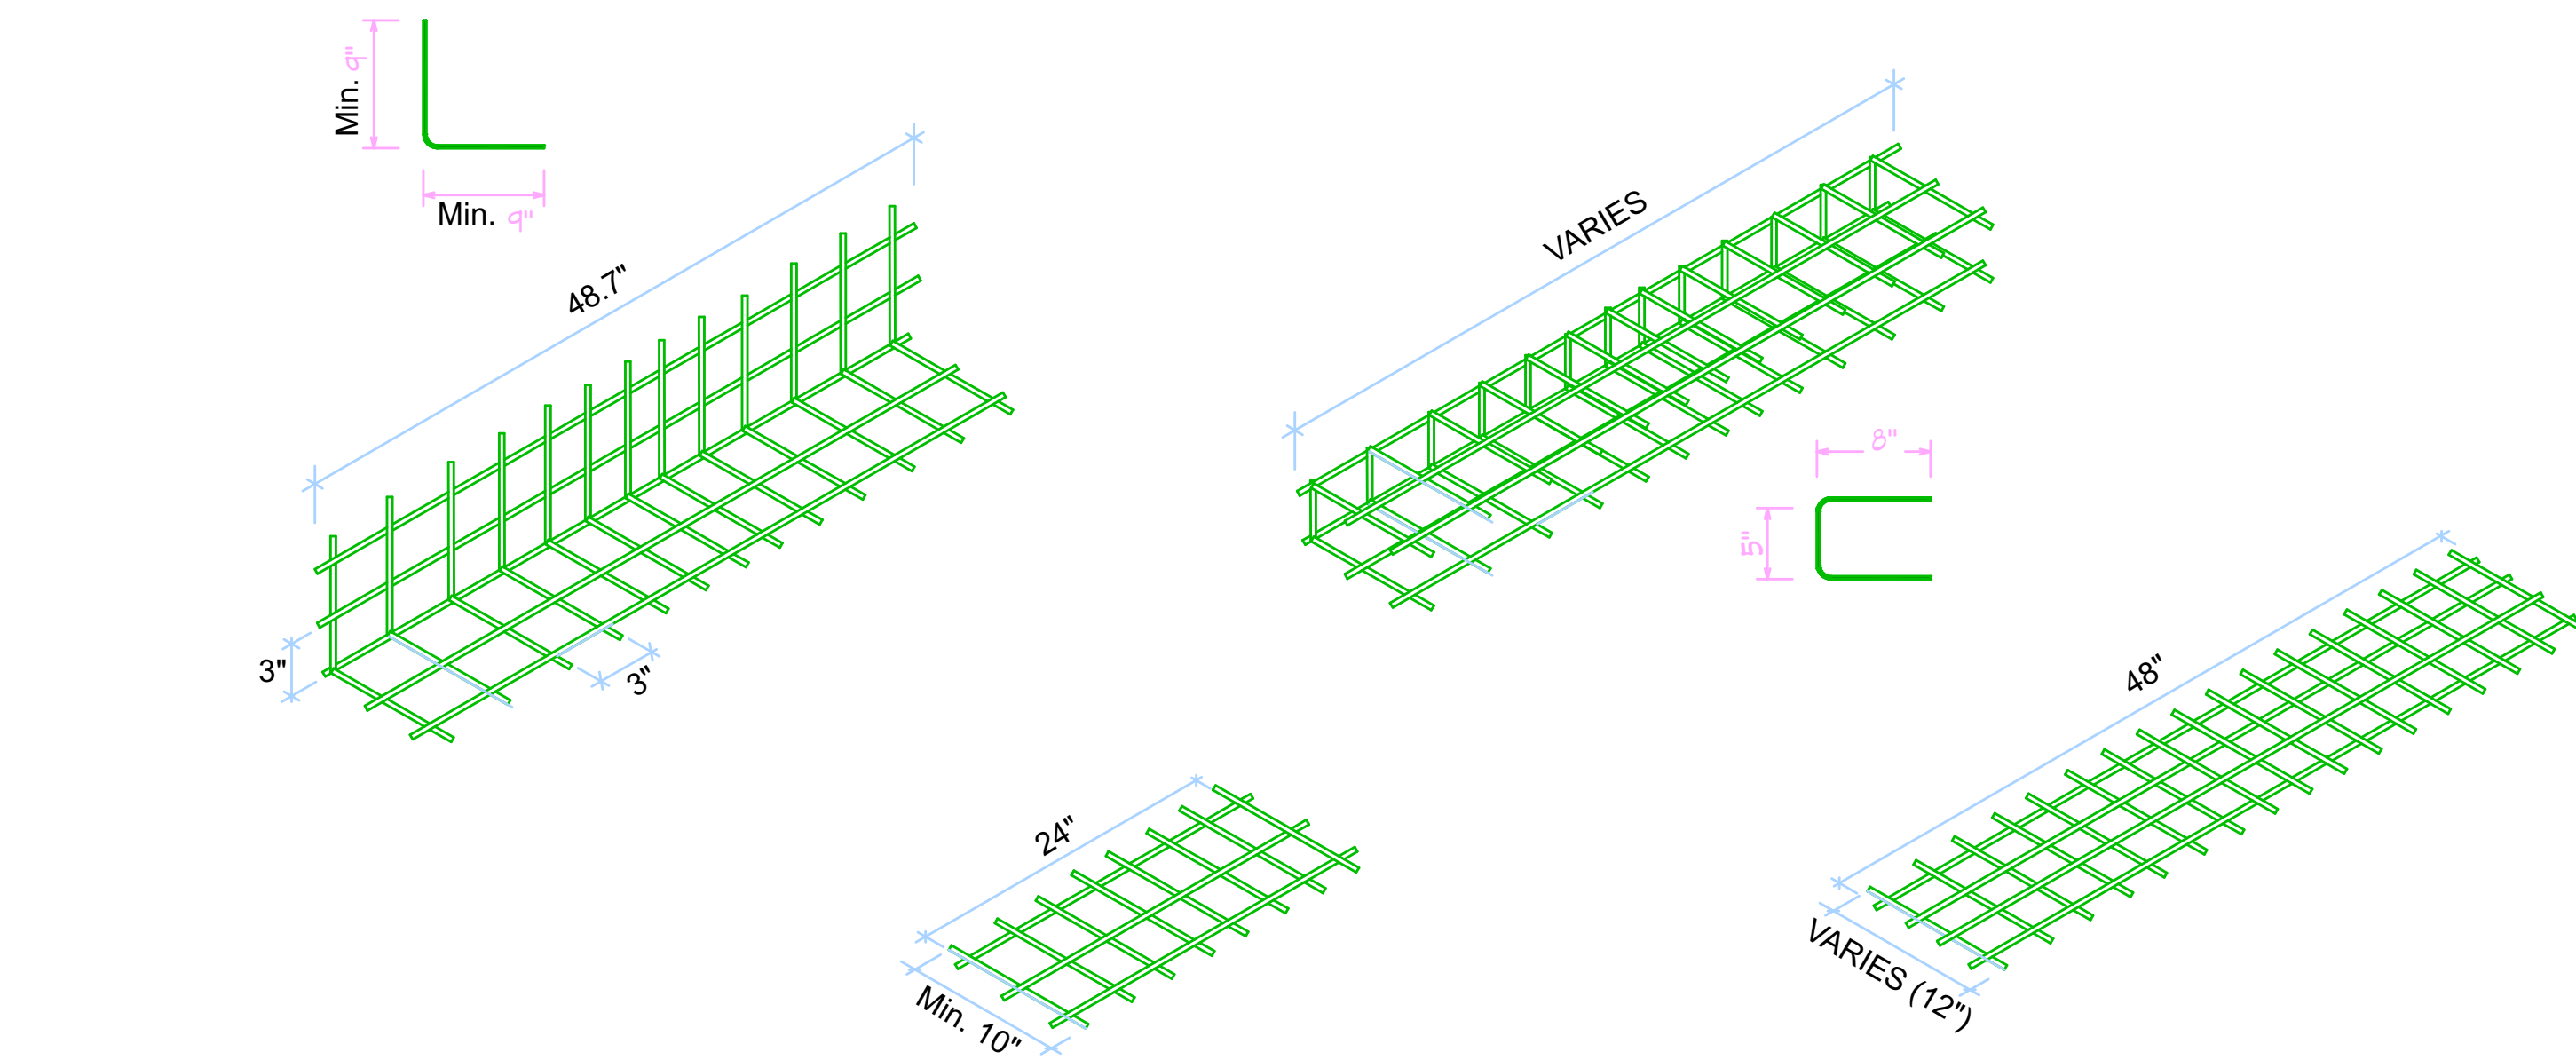 Min. 9"
Min. 9"
48.7"
3"
3"
VARIES
8"
5"
24"
Min. 10"
48"
VARIES (12")